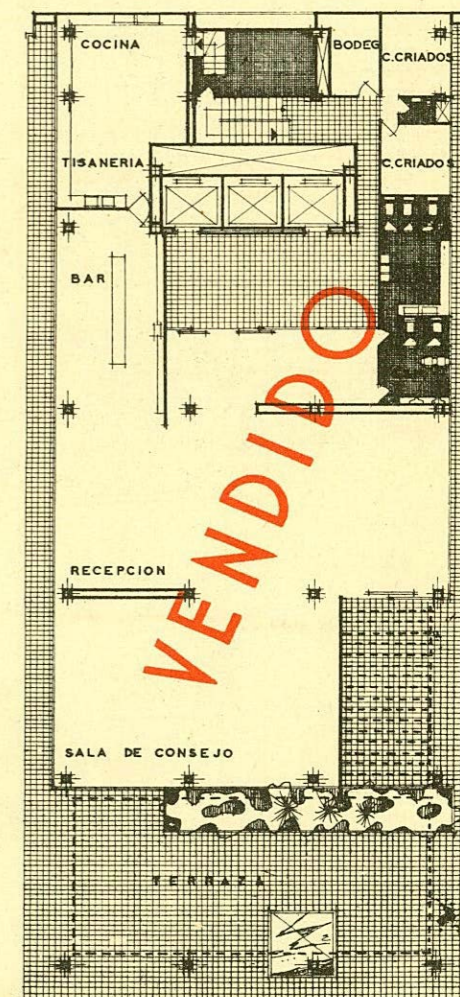 COCINA
BODEG
C.CRIADOS
TISANERIA
C.CRIADOS
BAR
VENDIDO
RECEPCION
SALA DE CONSEJO
TERRAZA